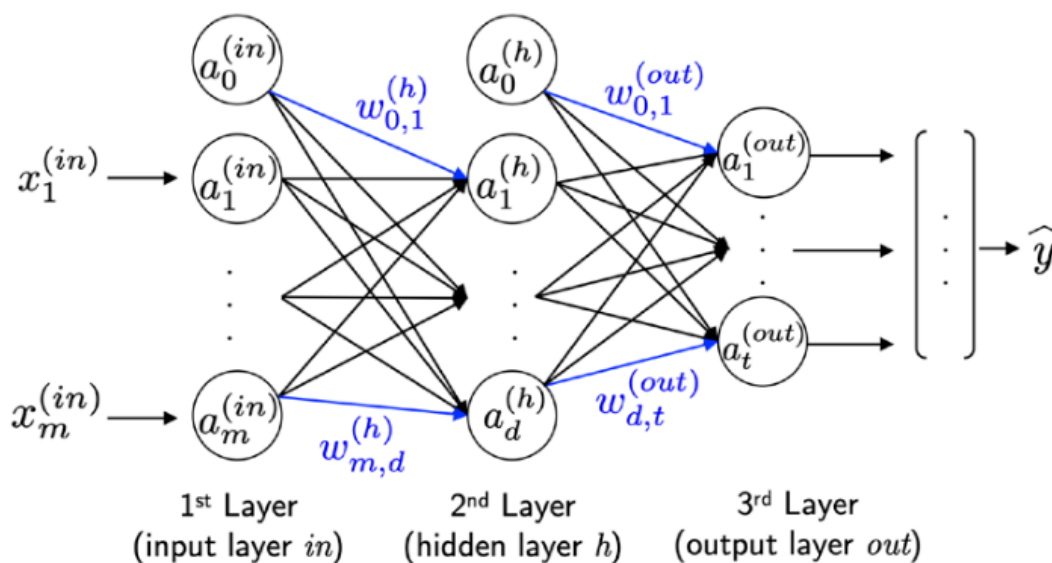 a_0^{(in)}
a_0^{(h)}
w_{0,1}^{(h)}
w_{0,1}^{(out)}
x_1^{(in)}
a_1^{(in)}
a_1^{(h)}
a_1^{(out)}
ŷ
a_t^{(out)}
x_m^{(in)}
a_m^{(in)}
w_{m,d}^{(h)}
a_d^{(h)}
w_{d,t}^{(out)}
1st Layer
(input layer in)
2nd Layer
(hidden layer h)
3rd Layer
(output layer out)